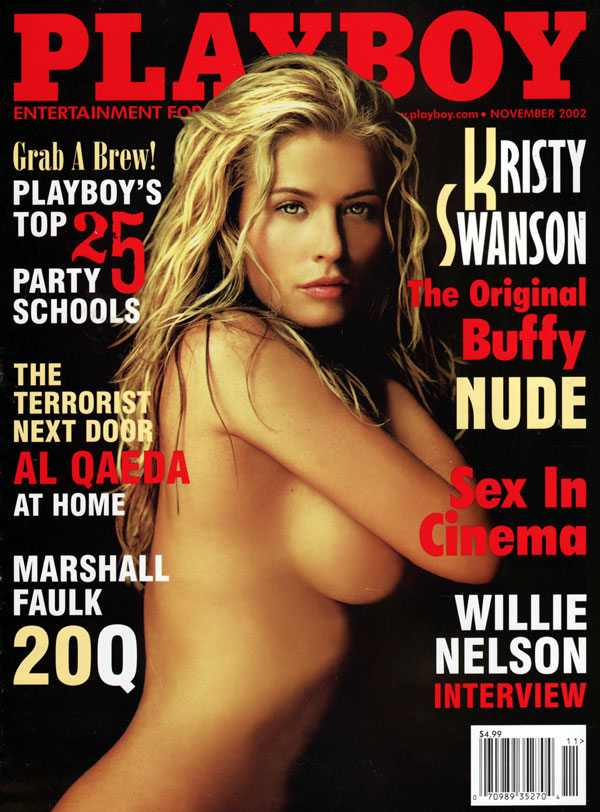 PLAYBOY
ENTERTAINMENT FOR
.playboy.com • NOVEMBER 2002
Grab A Brew!
PLAYBOY'S
TOP 25
PARTY
SCHOOLS
THE
TERRORIST
NEXT DOOR
AL QAEDA
AT HOME
MARSHALL
FAULK
20Q
KRISTY
SWANSON
The Original
Buffy
NUDE
Sex In
Cinema
WILLIE
NELSON
INTERVIEW
$4.99
11>
0 70989 35270 4